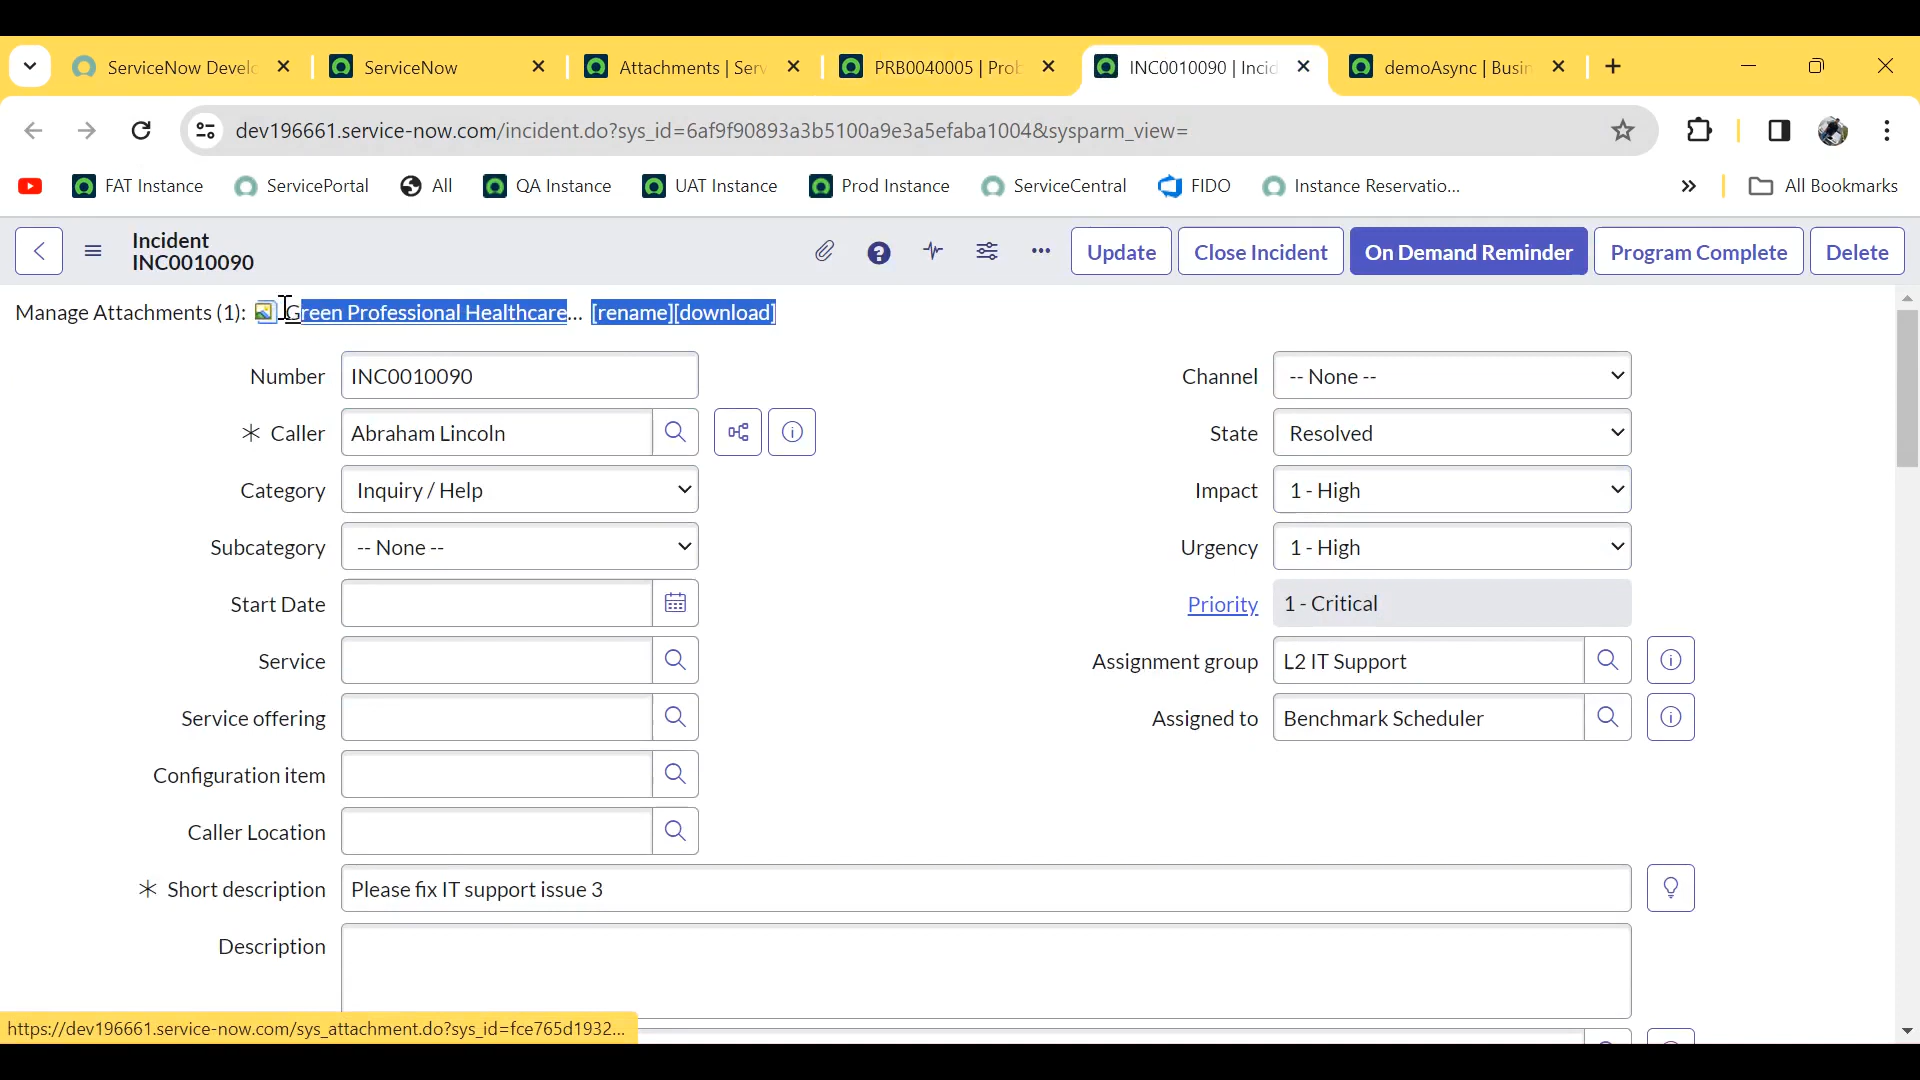 ServiceNow Develo
ServiceNow
Attachments | Serv
PRB0040005 | Prob
INC0010090 | Incid
demoAsync | Busin
dev196661.service-now.com/incident.do?sys_id=6af9f90893a3b5100a9e3a5efaba1004&sysparm_view=
FAT Instance
ServicePortal
All
QA Instance
UAT Instance
Prod Instance
ServiceCentral
FIDO
Instance Reservatio...
All Bookmarks
Incident
INC0010090
Update
Close Incident
On Demand Reminder
Program Complete
Delete
Manage Attachments (1): Green Professional Healthcare... [rename][download]
Number INC0010090
Channel -- None --
Caller Abraham Lincoln
State Resolved
Category Inquiry / Help
Impact 1 - High
Subcategory -- None --
Urgency 1 - High
Start Date
Priority 1 - Critical
Service
Assignment group L2 IT Support
Service offering
Assigned to Benchmark Scheduler
Configuration item
Caller Location
Short description Please fix IT support issue 3
Description
https://dev196661.service-now.com/sys_attachment.do?sys_id=fce765d1932...